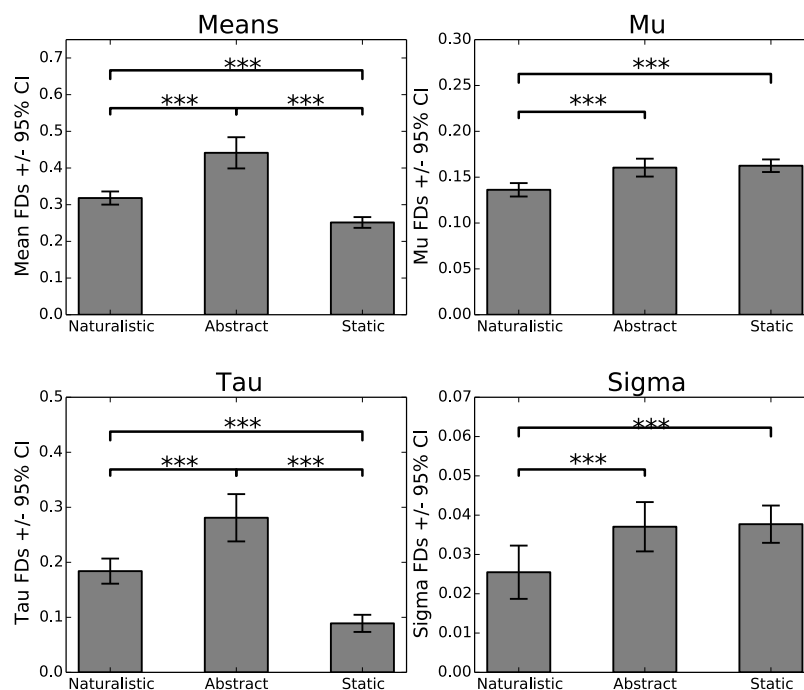 Means
Mean FDs +/- 95% CI
0.7
0.6
0.5
0.4
0.3
0.2
0.1
0.0
***
***
***
Naturalistic
Abstract
Static
Mu
Mu FDs +/- 95% CI
0.30
0.25
0.20
0.15
0.10
0.05
0.00
***
***
Naturalistic
Abstract
Static
Tau
Tau FDs +/- 95% CI
0.5
0.4
0.3
0.2
0.1
0.0
***
***
***
Naturalistic
Abstract
Static
Sigma
Sigma FDs +/- 95% CI
0.07
0.06
0.05
0.04
0.03
0.02
0.01
0.00
***
***
Naturalistic
Abstract
Static